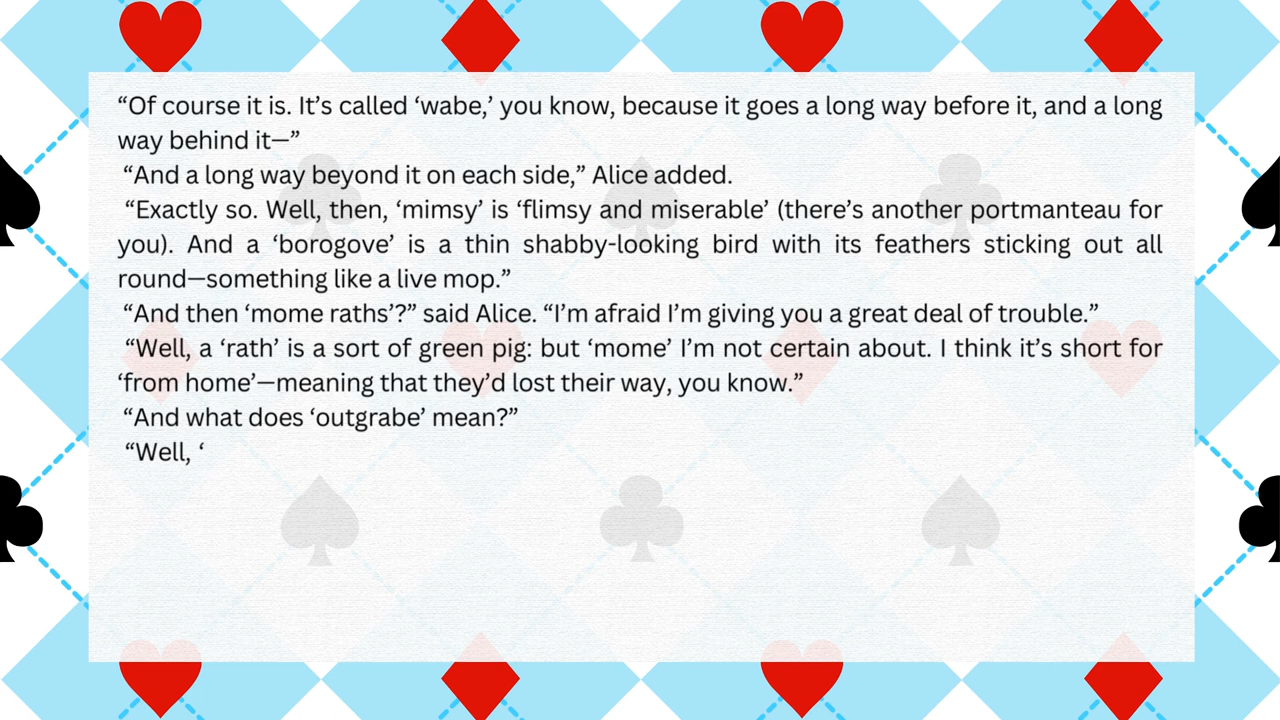 “Of course it is. It’s called ‘wabe,’ you know, because it goes a long way before it, and a long
way behind it—”
“And a long way beyond it on each side,” Alice added.
“Exactly so. Well, then, ‘mimsy’ is ‘flimsy and miserable’ (there’s another portmanteau for
you). And a ‘borogove’ is a thin shabby-looking bird with its feathers sticking out all
round—something like a live mop.”
“And then ‘mome raths’?” said Alice. “I’m afraid I’m giving you a great deal of trouble.”
“Well, a ‘rath’ is a sort of green pig: but ‘mome’ I’m not certain about. I think it’s short for
‘from home’—meaning that they’d lost their way, you know.”
“And what does ‘outgrabe’ mean?”
“Well, ‘